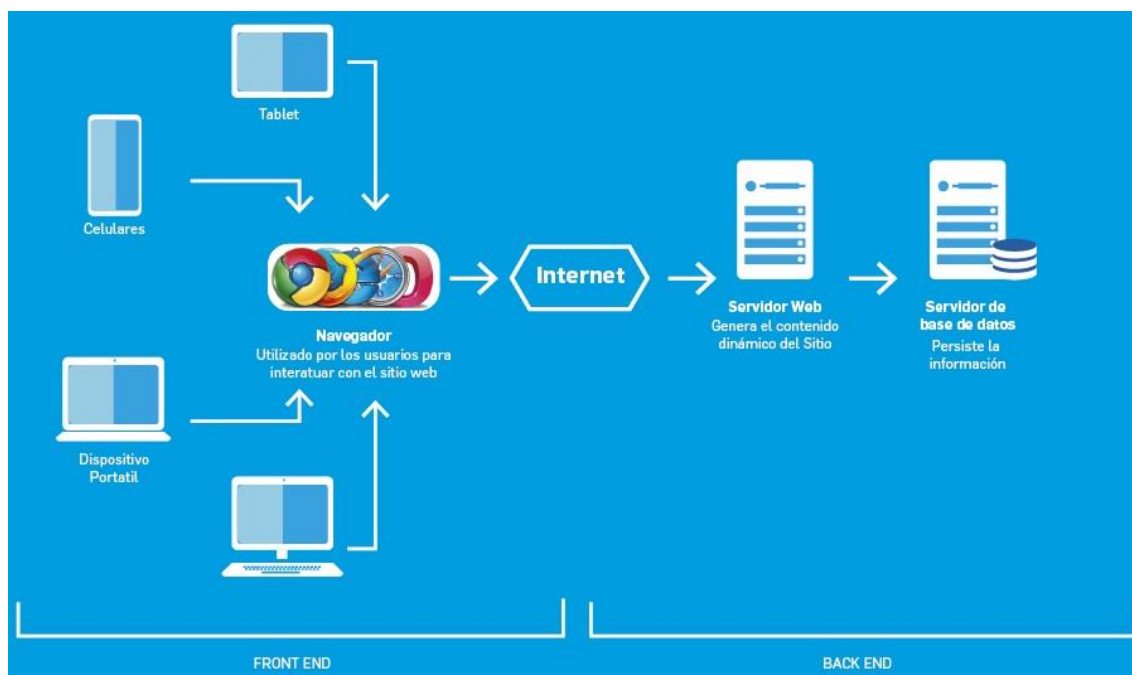 Tablet
Celulares
Internet
Navegador
Utilizado por los usuarios para
interatuar con el sitio web
Servidor Web
Genera el contenido
dinámico del Sitio
Servidor de
base de datos
Persiste la
información
Dispositivo
Portatil
FRONT END
BACK END